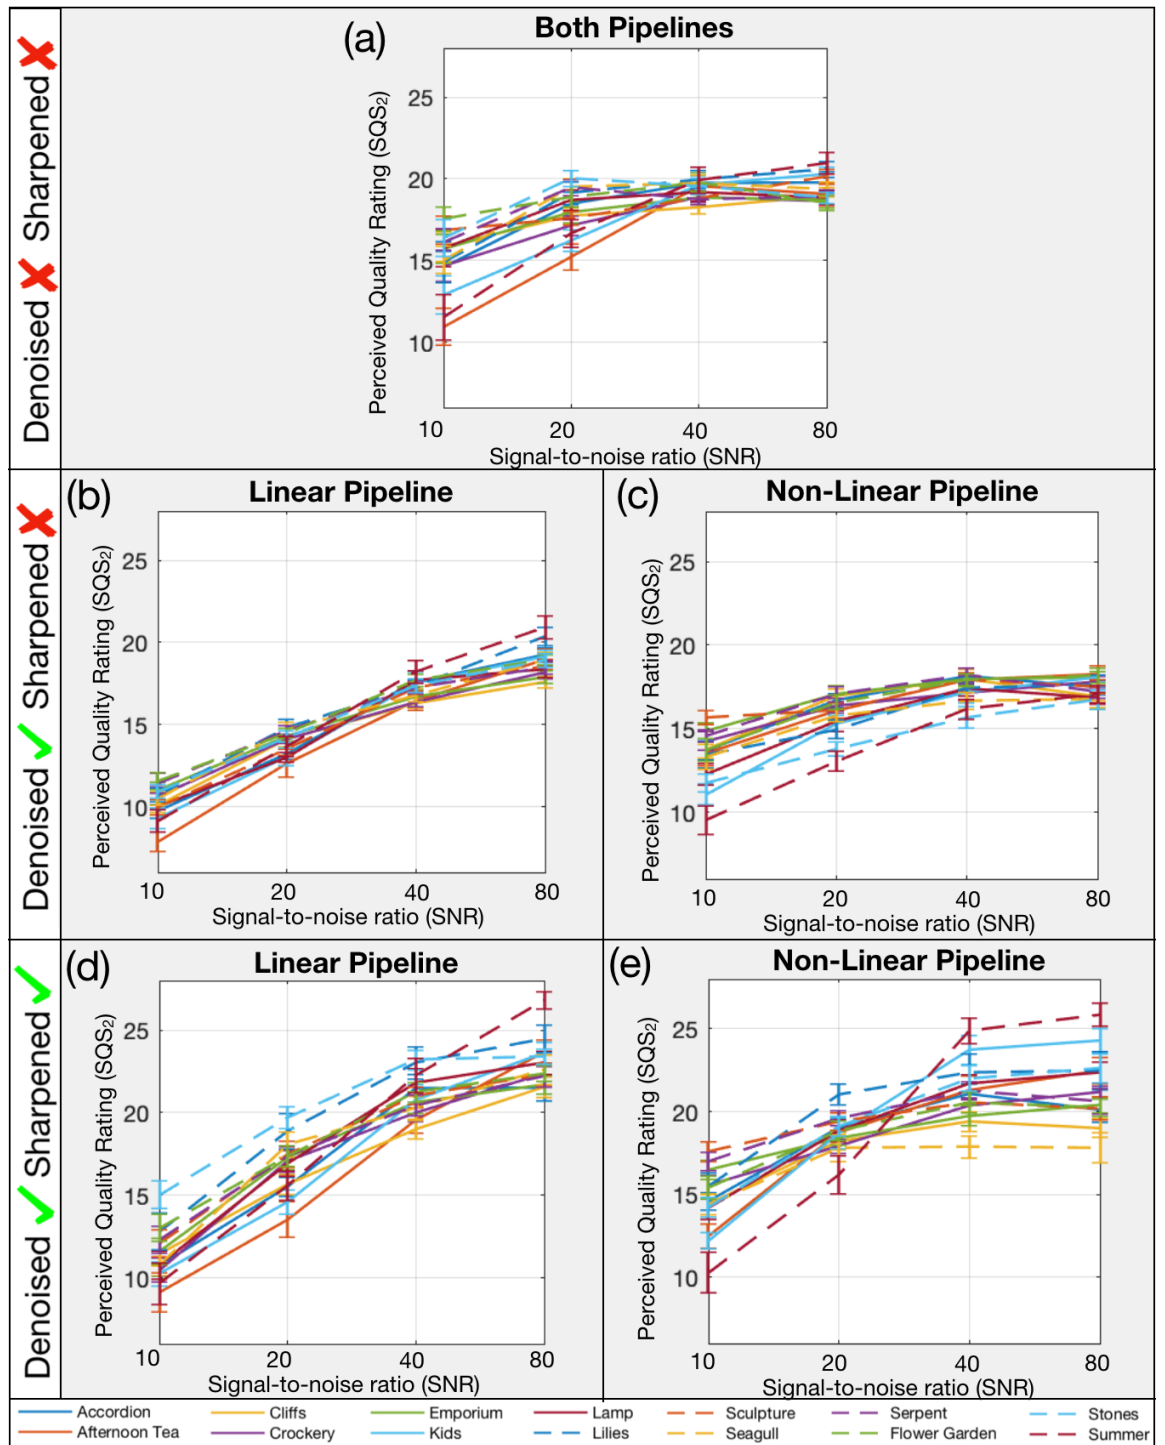 Denoised ✗ Sharpened ✗
(a)
Both Pipelines
Perceived Quality Rating (SQS₂)
25
20
15
10
10 20 40 80
Signal-to-noise ratio (SNR)
Denoised ✓ Sharpened ✗
(b)
Linear Pipeline
Perceived Quality Rating (SQS₂)
25
20
15
10
10 20 40 80
Signal-to-noise ratio (SNR)
(c)
Non-Linear Pipeline
Perceived Quality Rating (SQS₂)
25
20
15
10
10 20 40 80
Signal-to-noise ratio (SNR)
Denoised ✓ Sharpened ✓
(d)
Linear Pipeline
Perceived Quality Rating (SQS₂)
25
20
15
10
10 20 40 80
Signal-to-noise ratio (SNR)
(e)
Non-Linear Pipeline
Perceived Quality Rating (SQS₂)
25
20
15
10
10 20 40 80
Signal-to-noise ratio (SNR)
Accordion Cliffs Emporium Lamp Sculpture Serpent Stones
Afternoon Tea Crockery Kids Lilies Seagull Flower Garden Summer